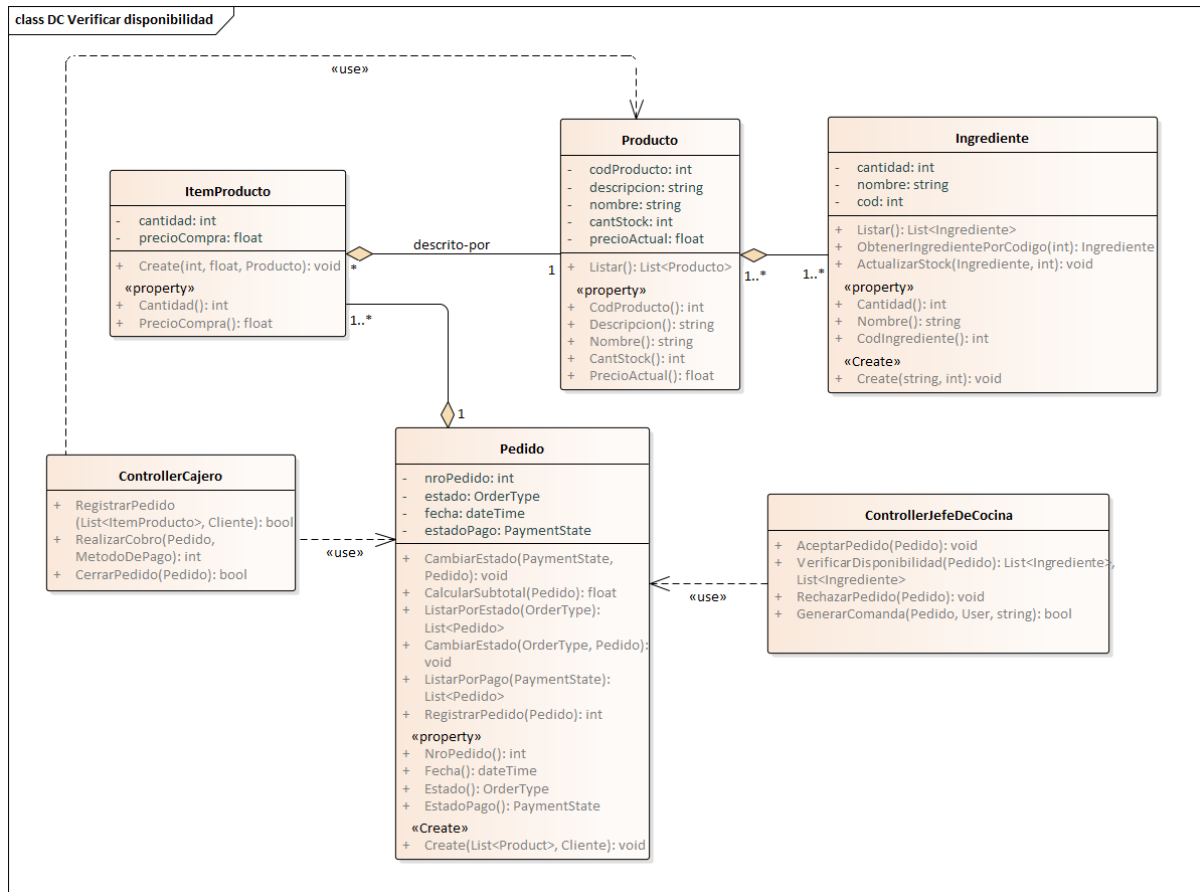 class DC Verificar disponibilidad
«use»
ItemProducto
- cantidad: int
- precioCompra: float
+ Create(int, float, Producto): void
«property»
+ Cantidad(): int
+ PrecioCompra(): float
*
descrito-por
1
1..*
Producto
- codProducto: int
- descripcion: string
- nombre: string
- cantStock: int
- precioActual: float
+ Listar(): List<Producto>
«property»
+ CodProducto(): int
+ Descripcion(): string
+ Nombre(): string
+ CantStock(): int
+ PrecioActual(): float
1..*
1..*
Ingrediente
- cantidad: int
- nombre: string
- cod: int
+ Listar(): List<Ingrediente>
+ ObtenerIngredientePorCodigo(int): Ingrediente
+ ActualizarStock(Ingrediente, int): void
«property»
+ Cantidad(): int
+ Nombre(): string
+ CodIngrediente(): int
«Create»
+ Create(string, int): void
1
ControllerCajero
+ RegistrarPedido
(List<ItemProducto>, Cliente): bool
+ RealizarCobro(Pedido,
MetodoDePago): int
+ CerrarPedido(Pedido): bool
«use»
Pedido
- nroPedido: int
- estado: OrderType
- fecha: dateTime
- estadoPago: PaymentState
+ CambiarEstado(PaymentState,
Pedido): void
+ CalcularSubtotal(Pedido): float
+ ListarPorEstado(OrderType):
List<Pedido>
+ CambiarEstado(OrderType, Pedido):
void
+ ListarPorPago(PaymentState):
List<Pedido>
+ RegistrarPedido(Pedido): int
«property»
+ NroPedido(): int
+ Fecha(): dateTime
+ Estado(): OrderType
+ EstadoPago(): PaymentState
«Create»
+ Create(List<Product>, Cliente): void
«use»
ControllerJefeDeCocina
+ AceptarPedido(Pedido): void
+ VerificarDisponibilidad(Pedido): List<Ingrediente>,
List<Ingrediente>
+ RechazarPedido(Pedido): void
+ GenerarComanda(Pedido, User, string): bool